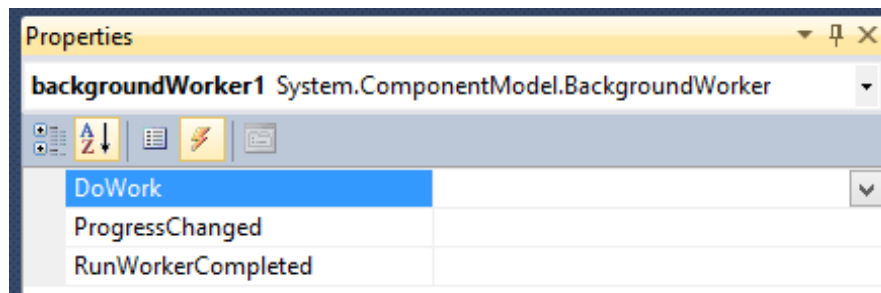 Properties
backgroundWorker1 System.ComponentModel.BackgroundWorker
DoWork
ProgressChanged
RunWorkerCompleted